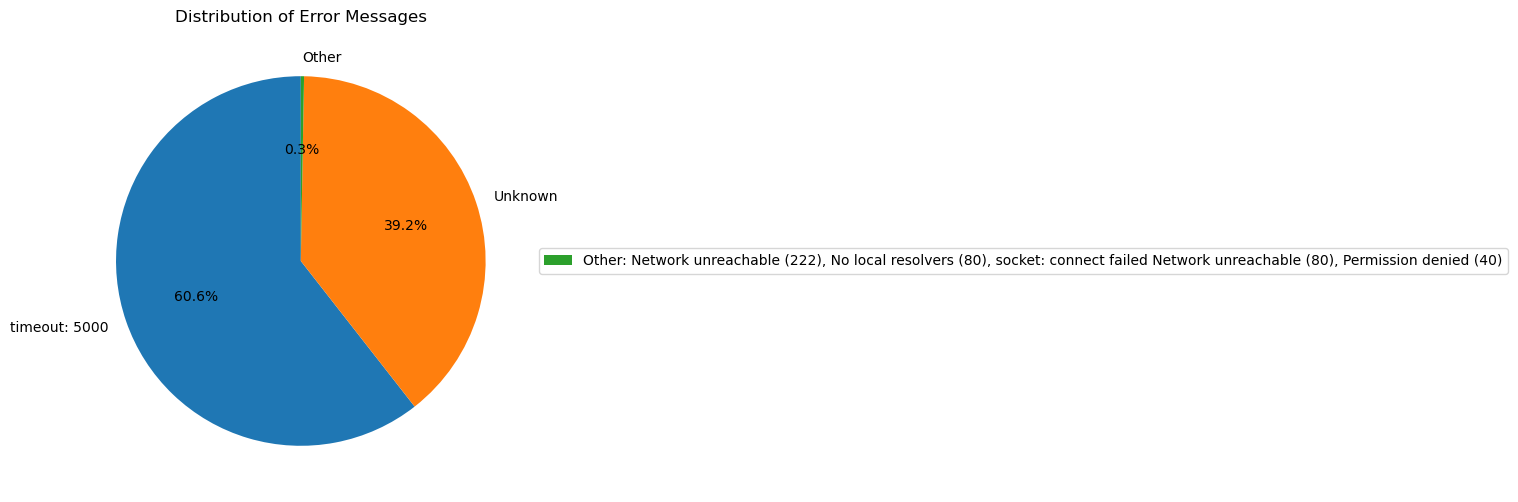 Distribution of Error Messages
Other
0.3%
Unknown
39.2%
Other: Network unreachable (222), No local resolvers (80), socket: connect failed Network unreachable (80), Permission denied (40)
60.6%
timeout: 5000